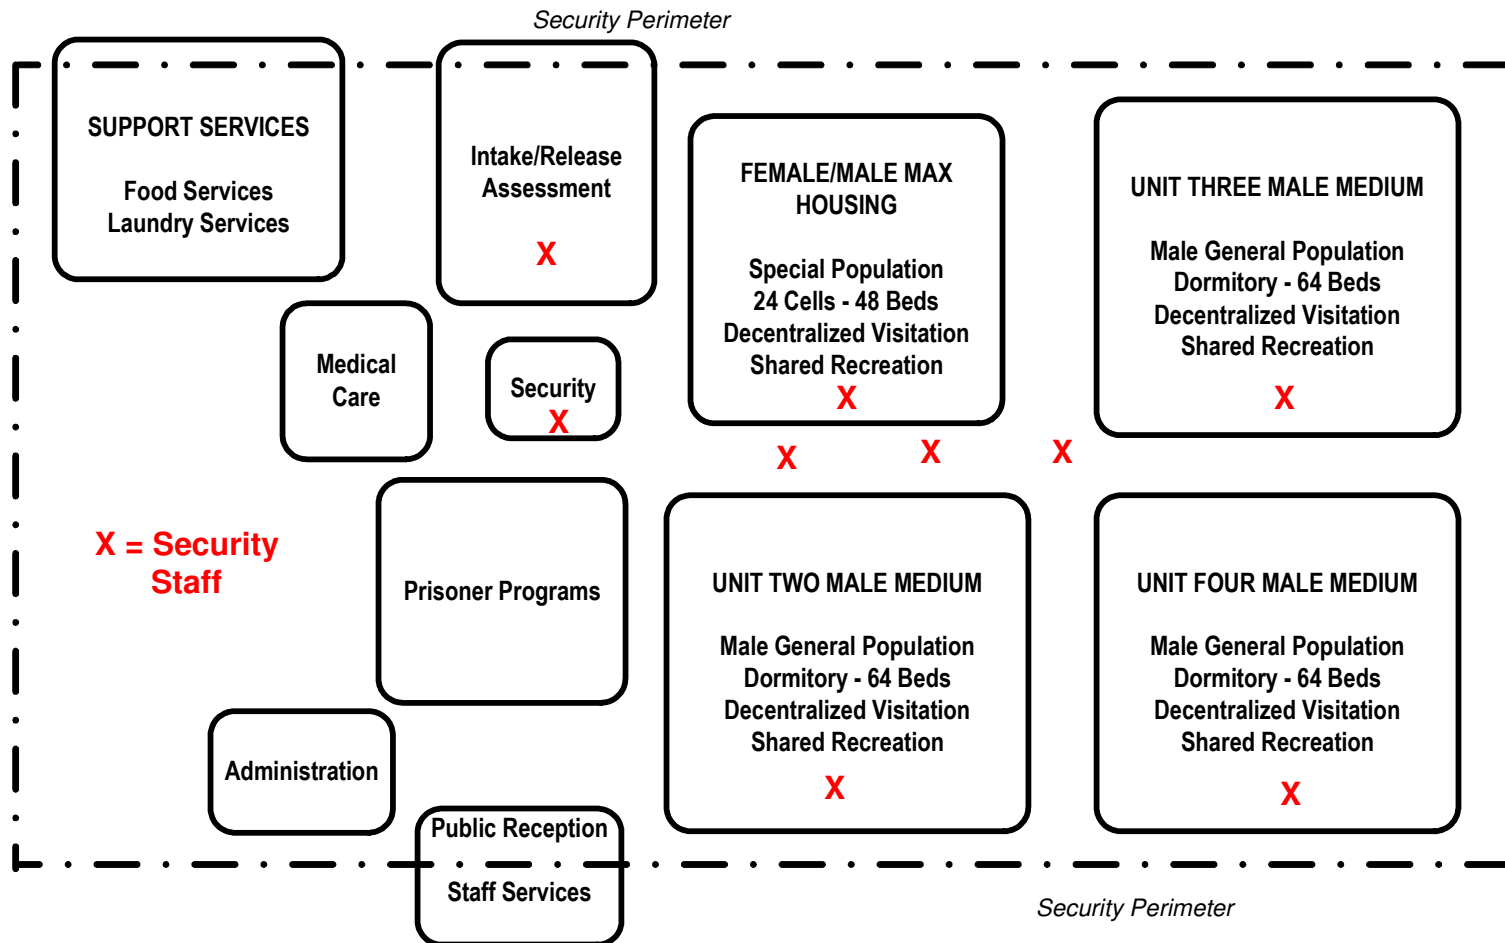 Security Perimeter
SUPPORT SERVICES
Food Services
Laundry Services
Intake/Release
Assessment
X
FEMALE/MALE MAX
HOUSING
Special Population
24 Cells - 48 Beds
Decentralized Visitation
Shared Recreation
X
UNIT THREE MALE MEDIUM
Male General Population
Dormitory - 64 Beds
Decentralized Visitation
Shared Recreation
X
Medical
Care
Security
X
X
X
X
X = Security
Staff
Prisoner Programs
UNIT TWO MALE MEDIUM
Male General Population
Dormitory - 64 Beds
Decentralized Visitation
Shared Recreation
X
UNIT FOUR MALE MEDIUM
Male General Population
Dormitory - 64 Beds
Decentralized Visitation
Shared Recreation
X
Administration
Public Reception
Staff Services
Security Perimeter